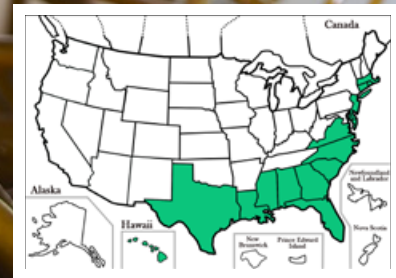 Canada
Newfoundland
and Labrador
Alaska
Hawaii
New
Brunswick
Prince Edward
Island
Nova Scotia